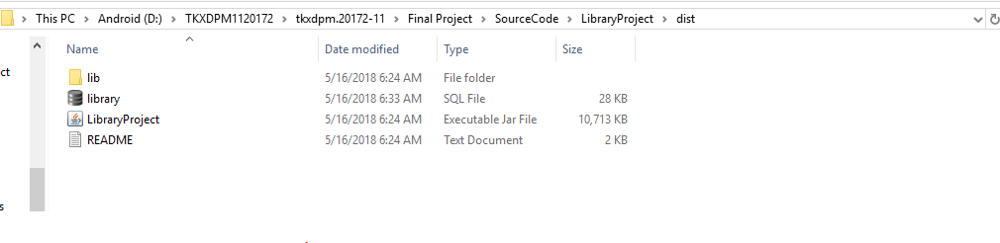 This PC > Android (D:) > TKXDPM1120172 > tkxdpm.20172-11 > Final Project > SourceCode > LibraryProject > dist
Name Date modified Type Size
ct
lib 5/16/2018 6:24 AM File folder
library 5/16/2018 6:33 AM SQL File 28 KB
LibraryProject 5/16/2018 6:24 AM Executable Jar File 10,713 KB
README 5/16/2018 6:24 AM Text Document 2 KB
s